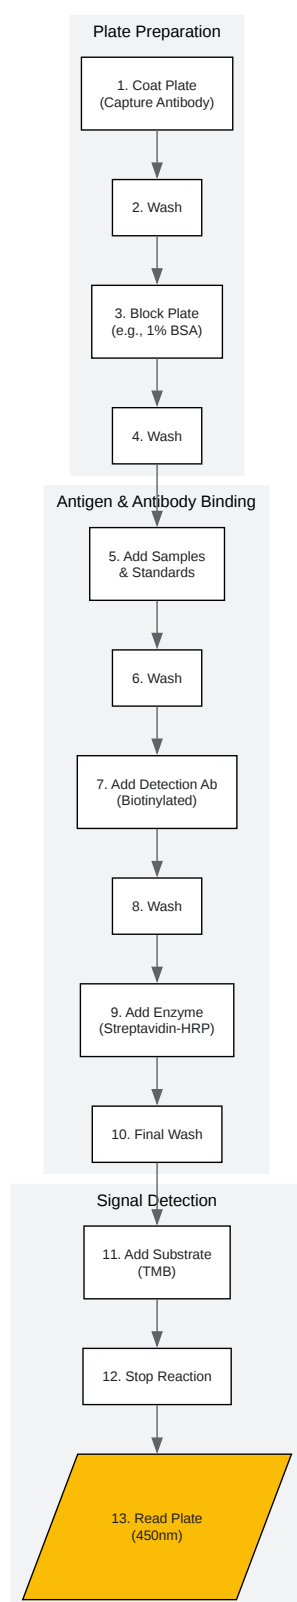 Plate Preparation
1. Coat Plate
(Capture Antibody)
2. Wash
3. Block Plate
(e.g., 1% BSA)
4. Wash
Antigen & Antibody Binding
5. Add Samples
& Standards
6. Wash
7. Add Detection Ab
(Biotinylated)
8. Wash
9. Add Enzyme
(Streptavidin-HRP)
10. Final Wash
Signal Detection
11. Add Substrate
(TMB)
12. Stop Reaction
13. Read Plate
(450nm)